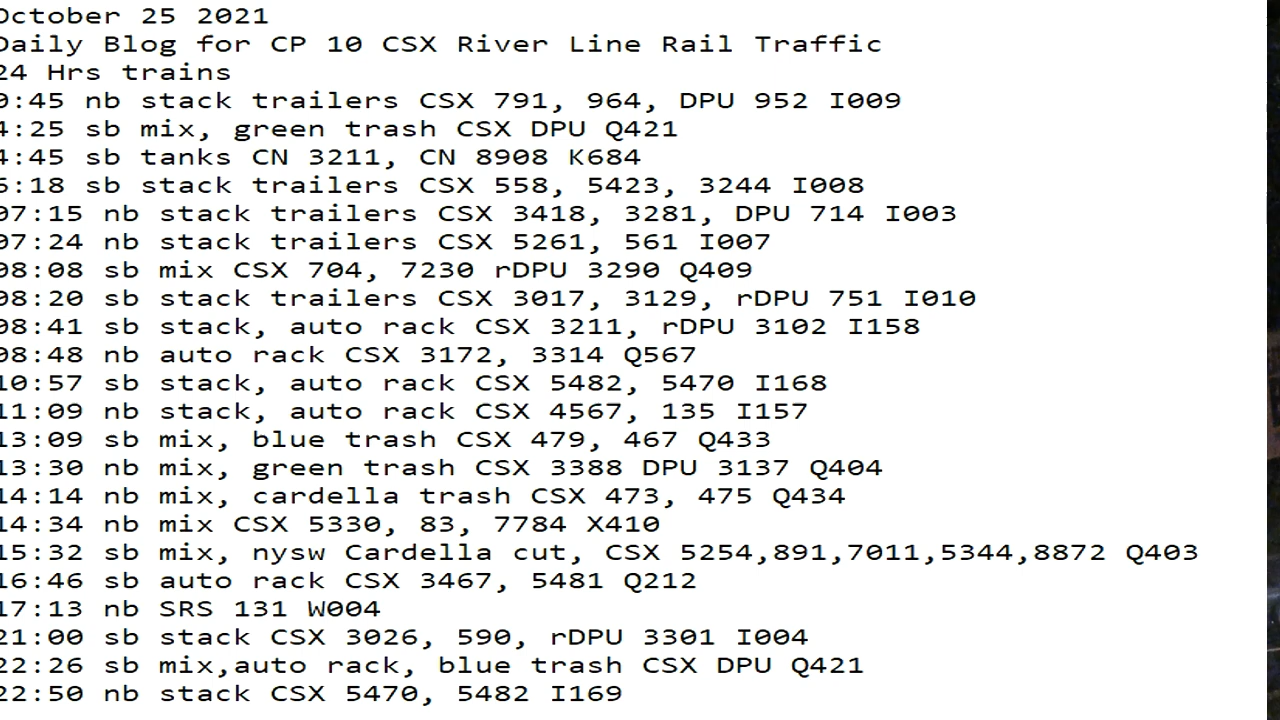 October 25 2021
Daily Blog for CP 10 CSX River Line Rail Traffic
24 Hrs trains
0:45 nb stack trailers CSX 791, 964, DPU 952 I009
4:25 sb mix, green trash CSX DPU Q421
4:45 sb tanks CN 3211, CN 8908 K684
6:18 sb stack trailers CSX 558, 5423, 3244 I008
07:15 nb stack trailers CSX 3418, 3281, DPU 714 I003
07:24 nb stack trailers CSX 5261, 561 I007
08:08 sb mix CSX 704, 7230 rDPU 3290 Q409
08:20 sb stack trailers CSX 3017, 3129, rDPU 751 I010
08:41 sb stack, auto rack CSX 3211, rDPU 3102 I158
08:48 nb auto rack CSX 3172, 3314 Q567
10:57 sb stack, auto rack CSX 5482, 5470 I168
11:09 nb stack, auto rack CSX 4567, 135 I157
13:09 sb mix, blue trash CSX 479, 467 Q433
13:30 nb mix, green trash CSX 3388 DPU 3137 Q404
14:14 nb mix, cardella trash CSX 473, 475 Q434
14:34 nb mix CSX 5330, 83, 7784 X410
15:32 sb mix, nysw Cardella cut, CSX 5254,891,7011,5344,8872 Q403
16:46 sb auto rack CSX 3467, 5481 Q212
17:13 nb SRS 131 W004
21:00 sb stack CSX 3026, 590, rDPU 3301 I004
22:26 sb mix,auto rack, blue trash CSX DPU Q421
22:50 nb stack CSX 5470, 5482 I169